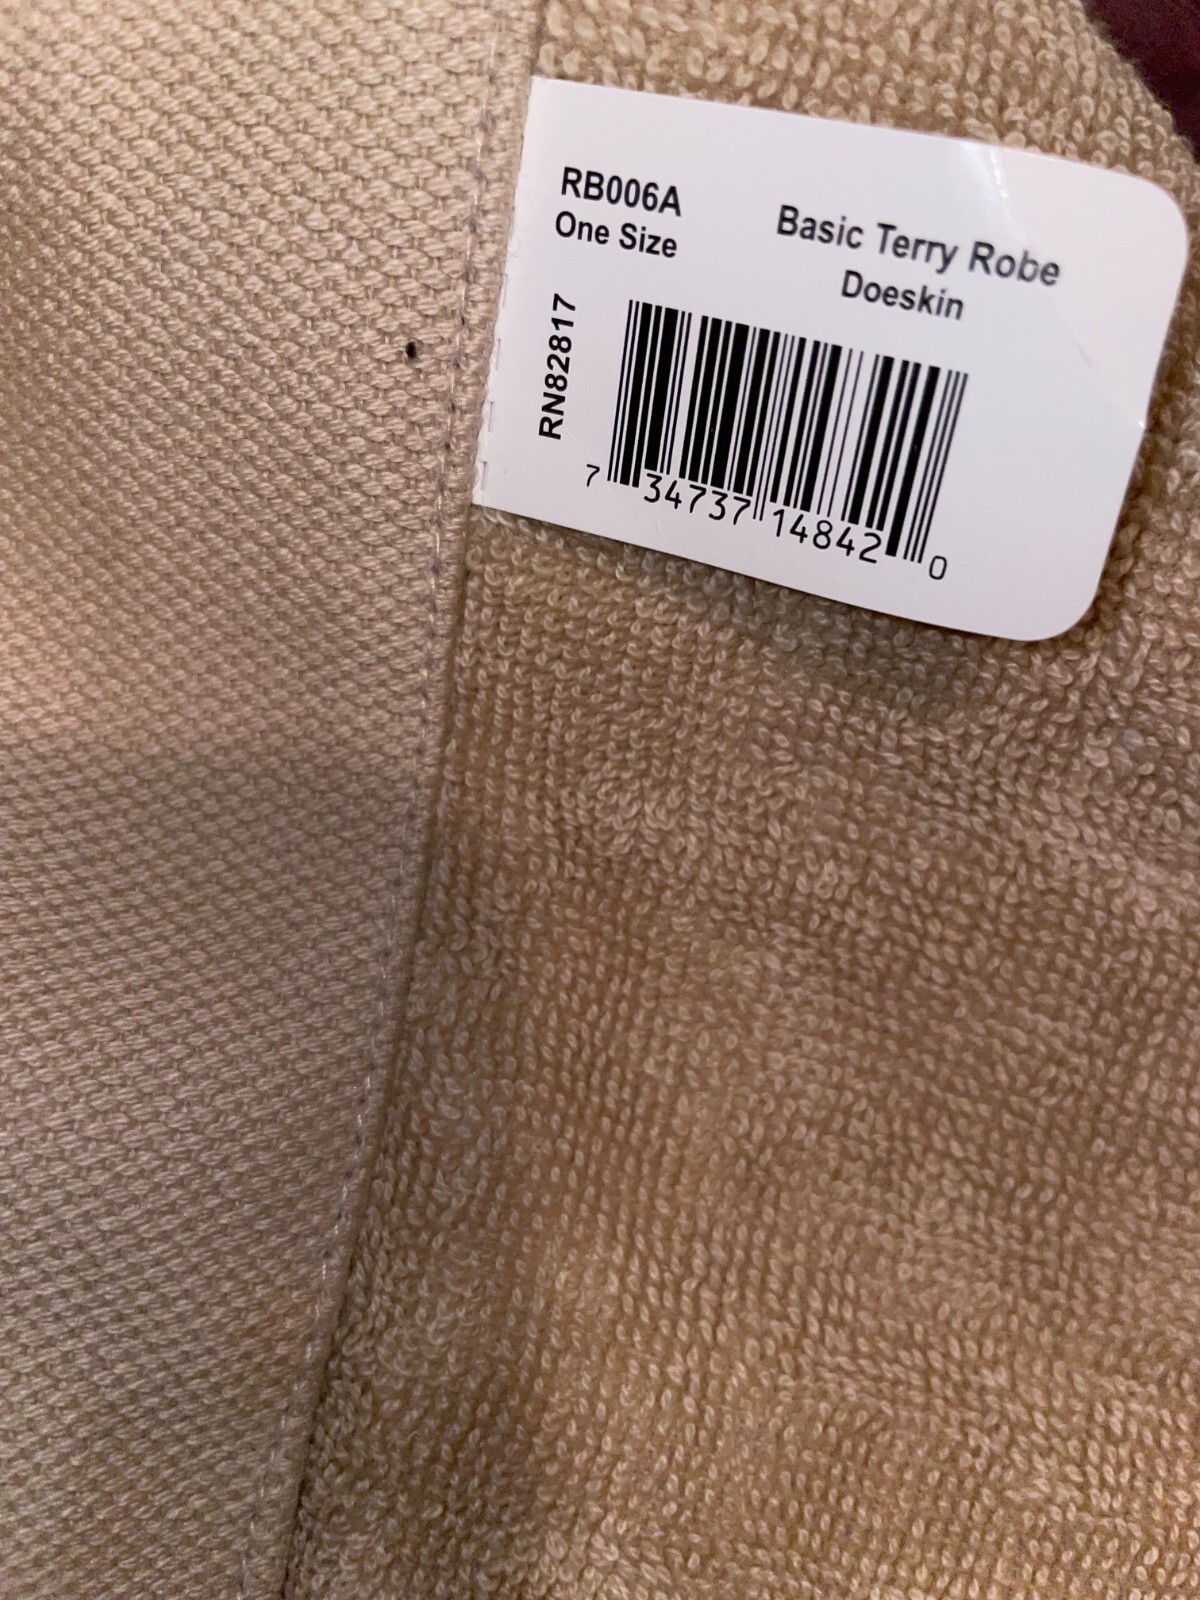 RB006A
One Size
Basic Terry Robe
Doeskin
RN82817
7 34737 14842 0